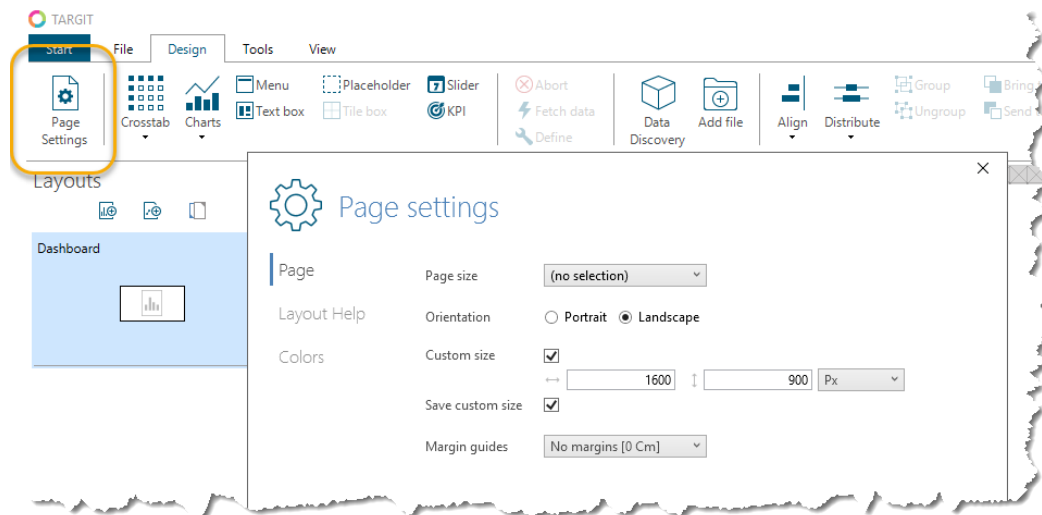 TARGIT
Start File Design Tools View
Menu Placeholder Slider Abort Group Bring
Text box Tile box KPI Fetch data Ungroup Send
Page Settings Crosstab Charts Define Data Discovery Add file Align Distribute
Layouts
Page settings
Dashboard
Page Page size (no selection)
Layout Help Orientation Portrait Landscape
Colors Custom size
1600 900 Px
Save custom size
Margin guides No margins [0 Cm]